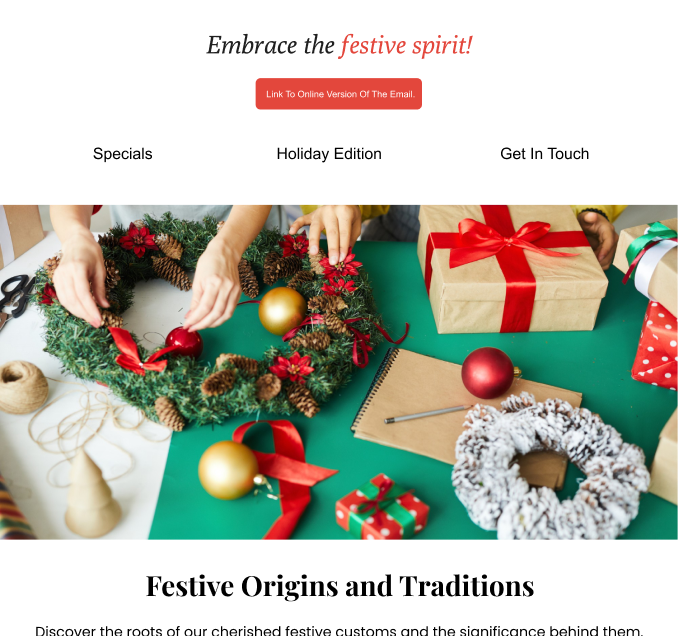 Embrace the festive spirit!
Link To Online Version Of The Email.
Specials
Holiday Edition
Get In Touch
Festive Origins and Traditions
Discover the roots of our cherished festive customs and the significance behind them.